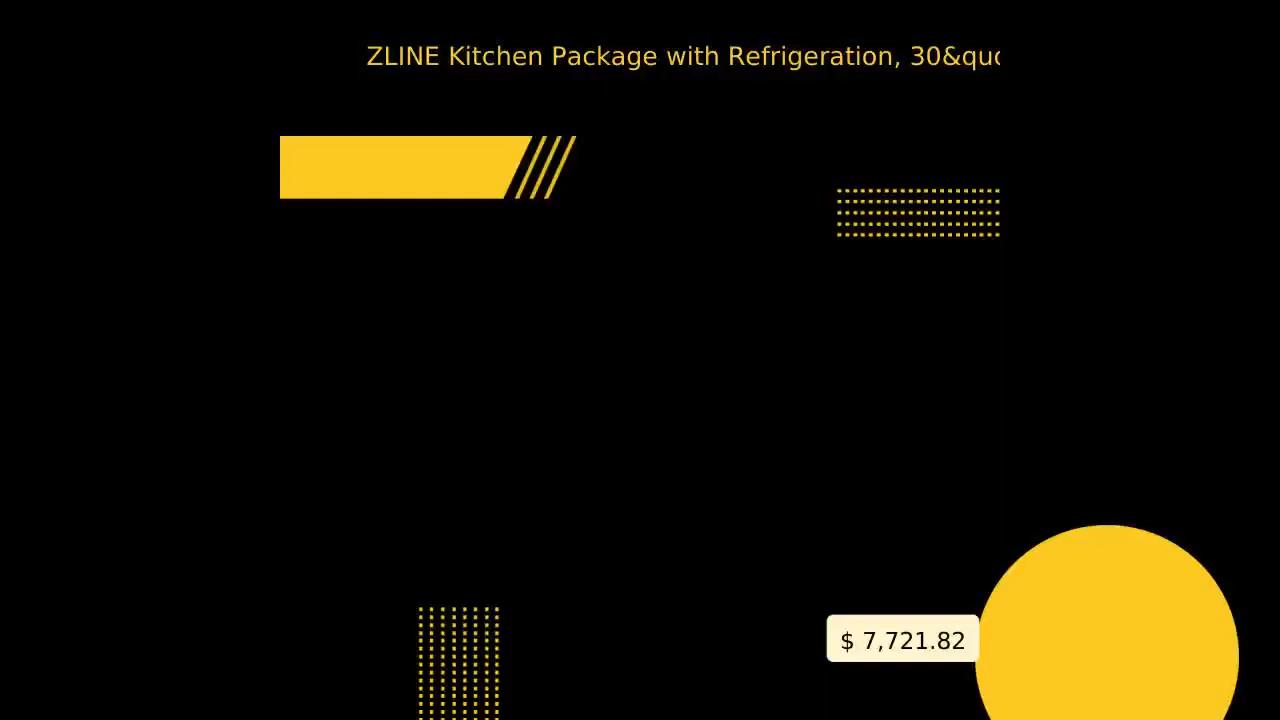 ZLINE Kitchen Package with Refrigeration, 30&quo
$ 7,721.82